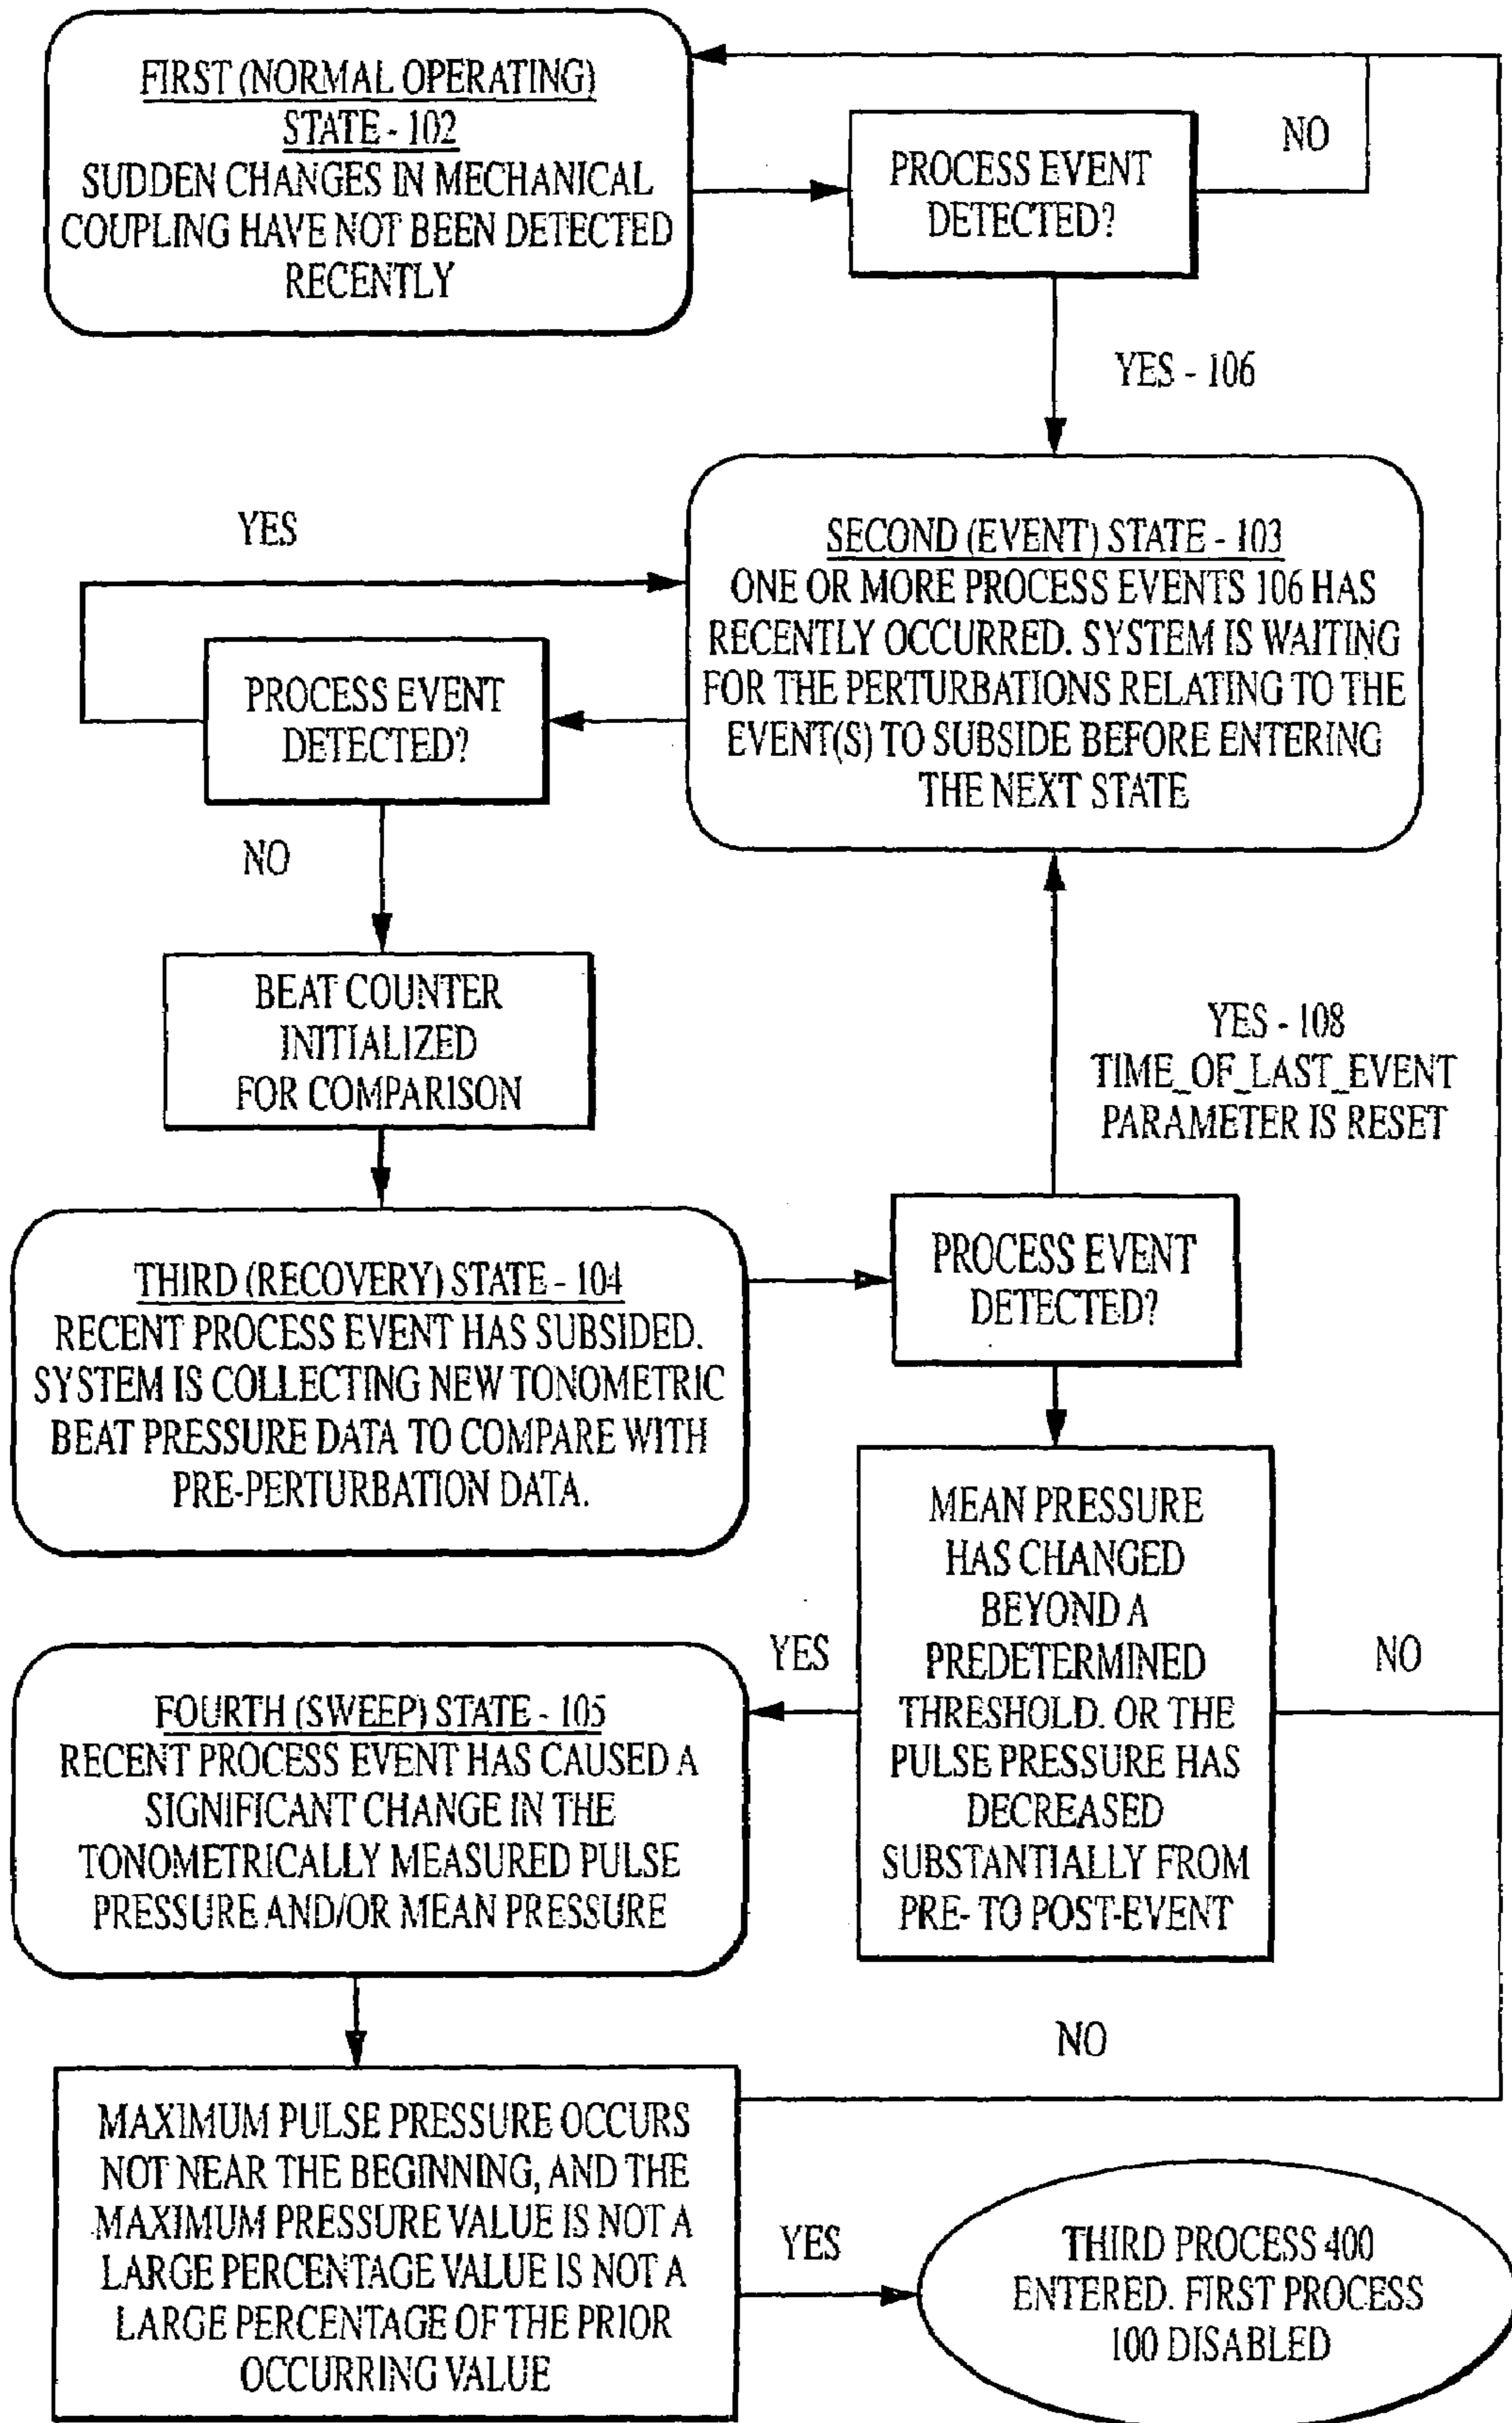 FIRST (NORMAL OPERATING)
STATE - 102
SUDDEN CHANGES IN MECHANICAL
COUPLING HAVE NOT BEEN DETECTED
RECENTLY
PROCESS EVENT
DETECTED?
NO
YES - 106
SECOND (EVENT) STATE - 103
ONE OR MORE PROCESS EVENTS 106 HAS
RECENTLY OCCURRED. SYSTEM IS WAITING
FOR THE PERTURBATIONS RELATING TO THE
EVENT(S) TO SUBSIDE BEFORE ENTERING
THE NEXT STATE
YES
PROCESS EVENT
DETECTED?
NO
BEAT COUNTER
INITIALIZED
FOR COMPARISON
THIRD (RECOVERY) STATE - 104
RECENT PROCESS EVENT HAS SUBSIDED.
SYSTEM IS COLLECTING NEW TONOMETRIC
BEAT PRESSURE DATA TO COMPARE WITH
PRE-PERTURBATION DATA.
PROCESS EVENT
DETECTED?
YES - 108
TIME_OF_LAST_EVENT
PARAMETER IS RESET
MEAN PRESSURE
HAS CHANGED
BEYOND A
PREDETERMINED
THRESHOLD. OR THE
PULSE PRESSURE HAS
DECREASED
SUBSTANTIALLY FROM
PRE- TO POST-EVENT
NO
YES
FOURTH (SWEEP) STATE - 105
RECENT PROCESS EVENT HAS CAUSED A
SIGNIFICANT CHANGE IN THE
TONOMETRICALLY MEASURED PULSE
PRESSURE AND/OR MEAN PRESSURE
NO
MAXIMUM PULSE PRESSURE OCCURS
NOT NEAR THE BEGINNING, AND THE
MAXIMUM PRESSURE VALUE IS NOT A
LARGE PERCENTAGE VALUE IS NOT A
LARGE PERCENTAGE OF THE PRIOR
OCCURRING VALUE
YES
THIRD PROCESS 400
ENTERED. FIRST PROCESS
100 DISABLED